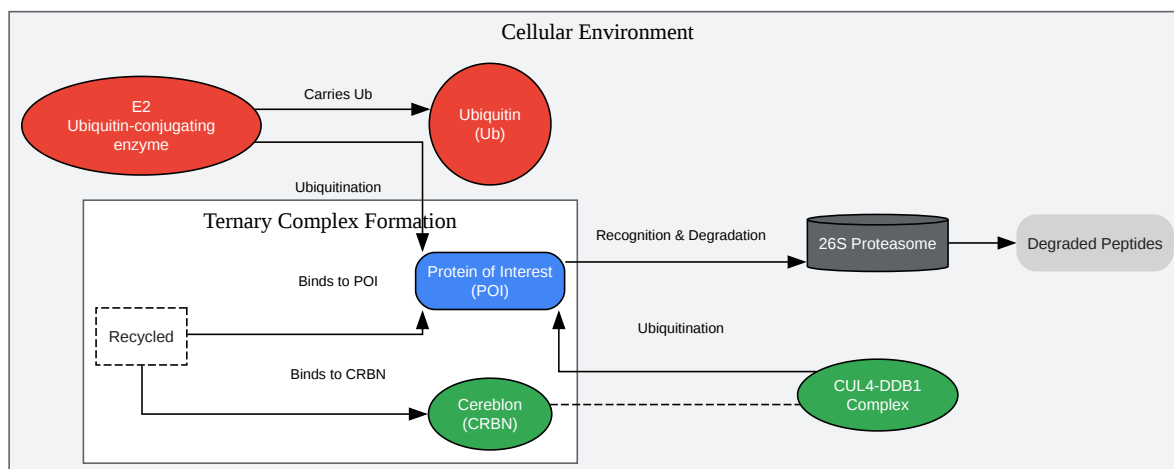 Cellular Environment
E2
Ubiquitin-conjugating
enzyme
Carries Ub
Ubiquitin
(Ub)
Ubiquitination
Ternary Complex Formation
Binds to POI
Protein of Interest
(POI)
Recognition & Degradation
26S Proteasome
Degraded Peptides
Recycled
Ubiquitination
Binds to CRBN
Cereblon
(CRBN)
CUL4-DDB1
Complex